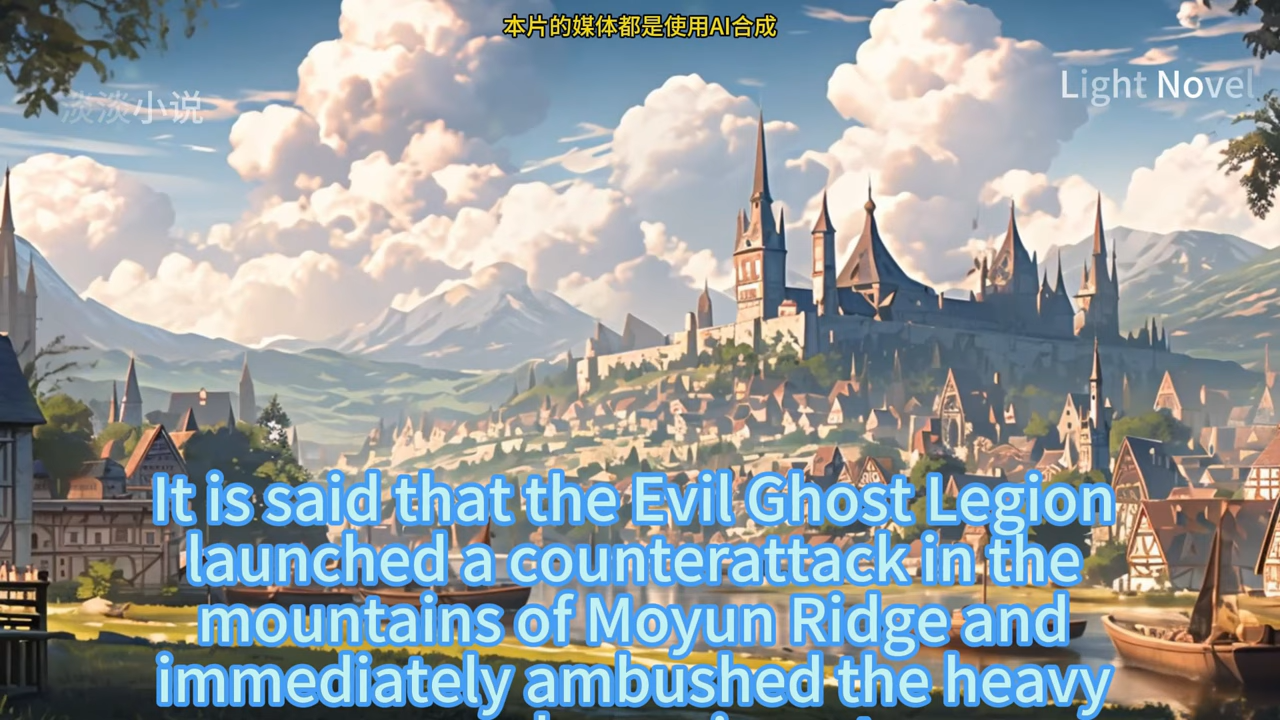 本片的媒体都是使用AI合成
淡淡小说
Light Novel
It is said that the Evil Ghost Legion
launched a counterattack in the
mountains of Moyun Ridge and
immediately ambushed the heavy